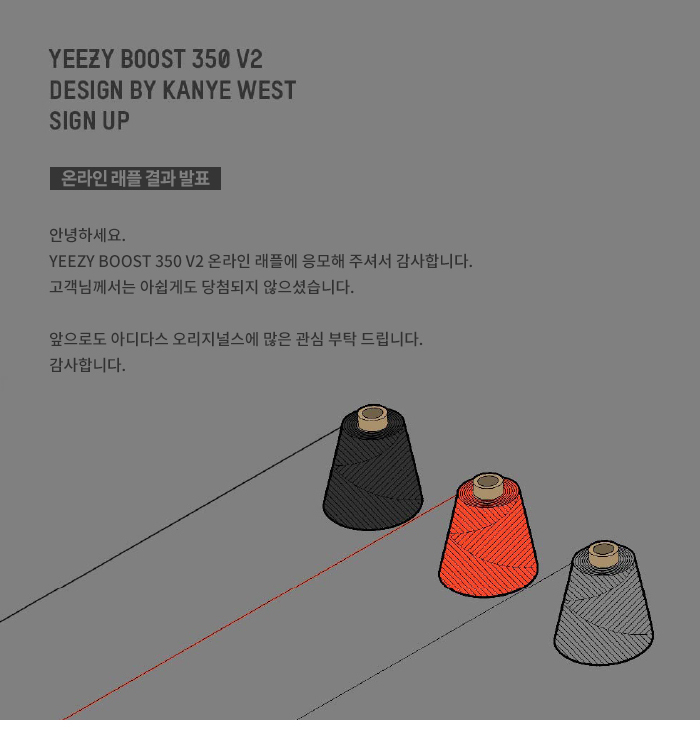 YEEZY BOOST 350 V2
DESIGN BY KANYE WEST
SIGN UP
온라인 래플 결과 발표
안녕하세요.
YEEZY BOOST 350 V2 온라인 래플에 응모해 주셔서 감사합니다.
고객님께서는 아쉽게도 당첨되지 않으셨습니다.
앞으로도 아디다스 오리지널스에 많은 관심 부탁 드립니다.
감사합니다.